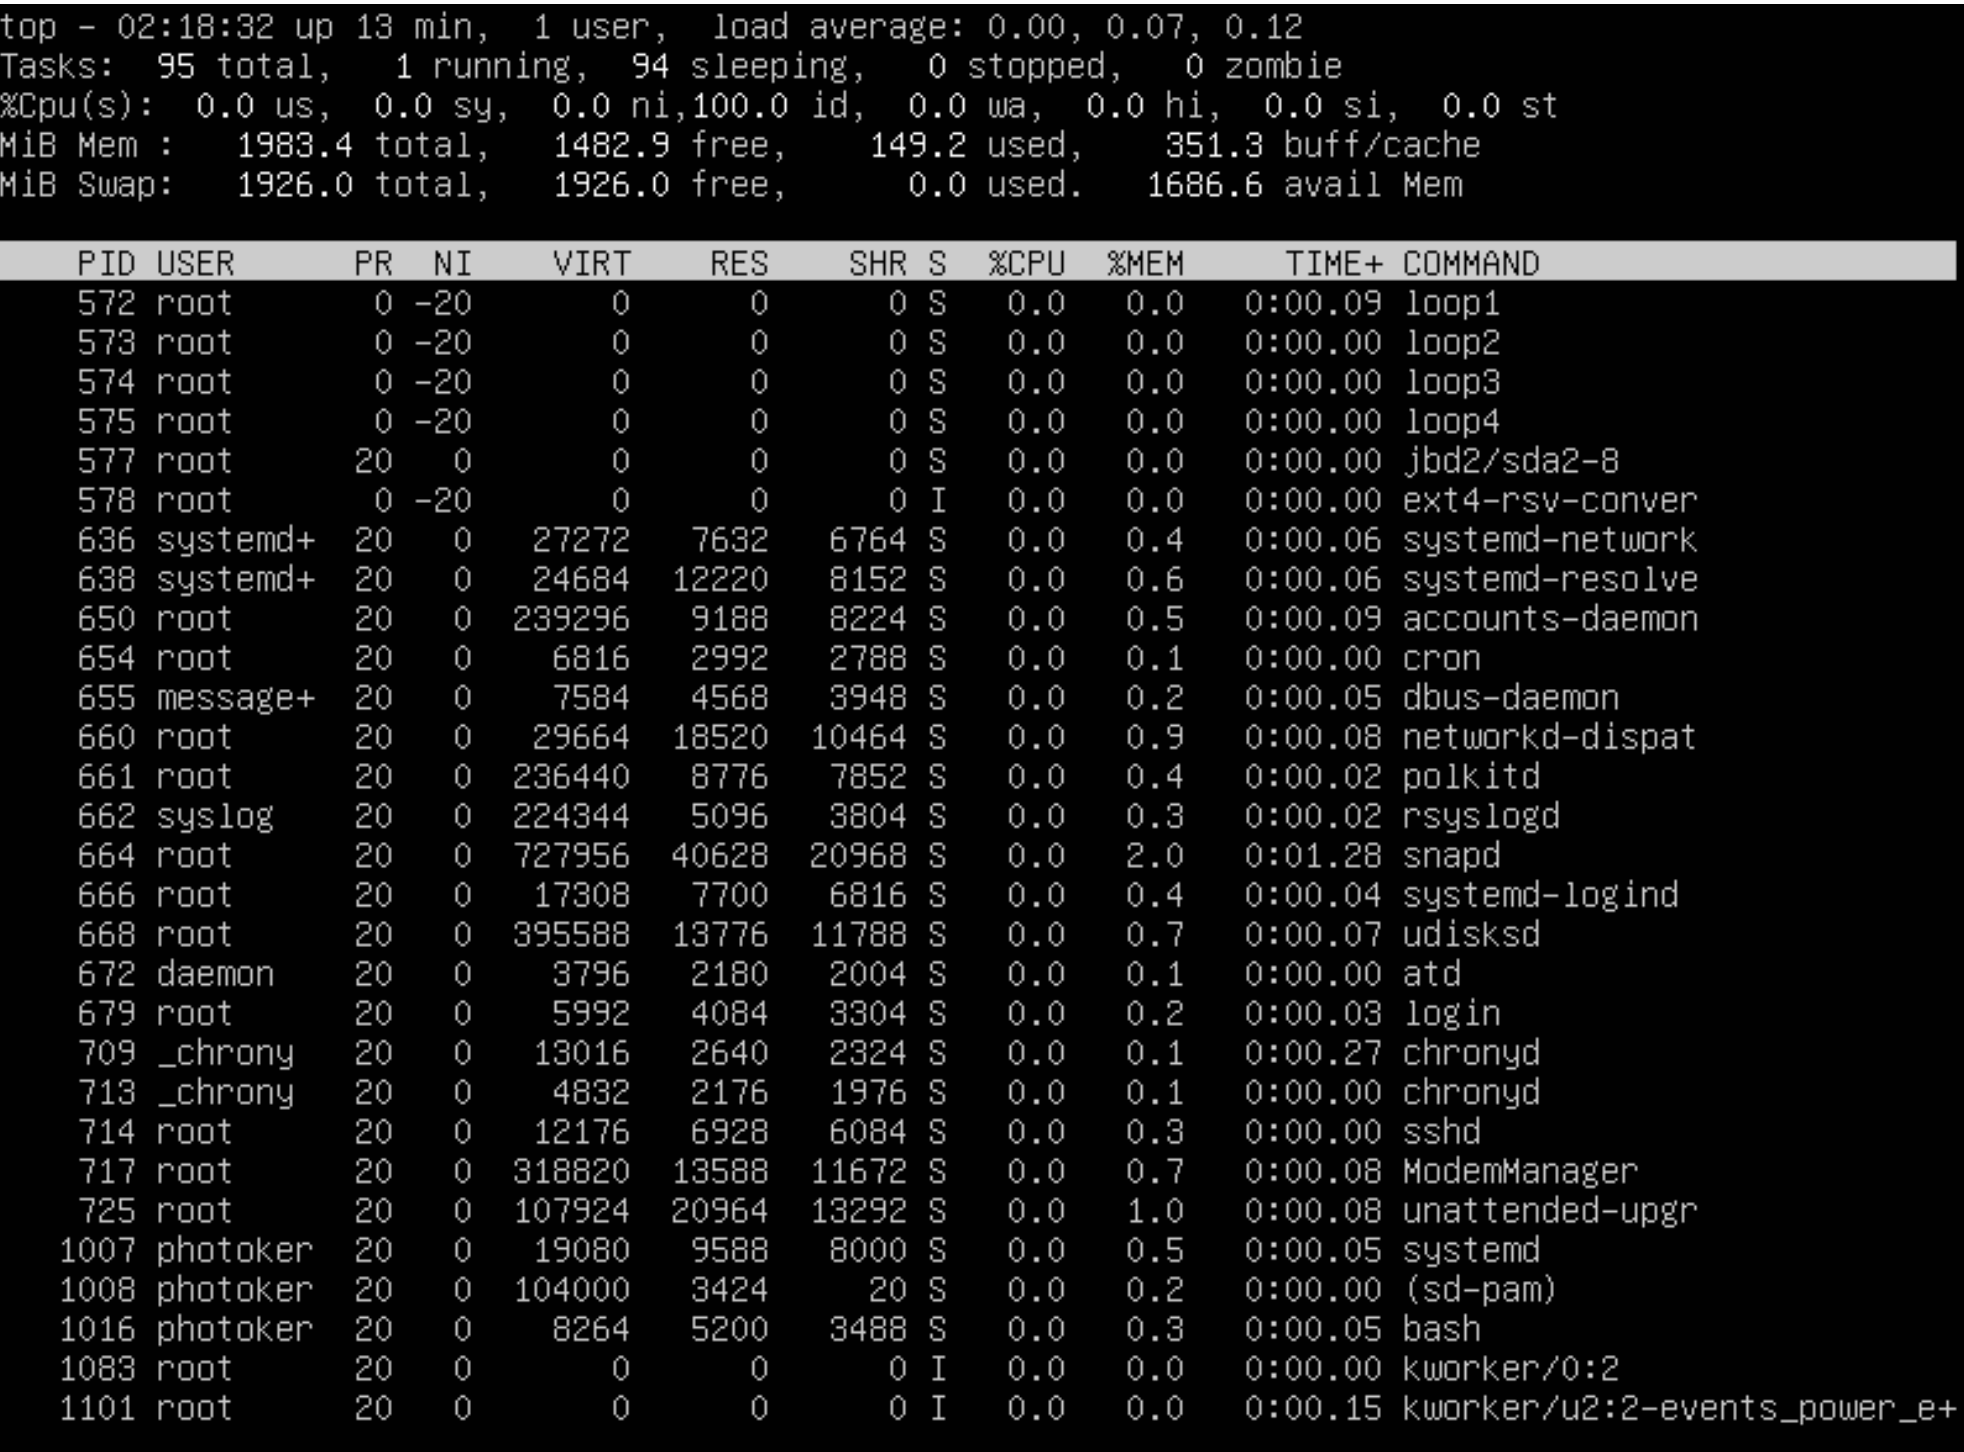 top - 02:18:32 up 13 min,  1 user,  load average: 0.00, 0.07, 0.12
Tasks:  95 total,   1 running,  94 sleeping,   0 stopped,   0 zombie
%Cpu(s):  0.0 us,  0.0 sy,  0.0 ni,100.0 id,  0.0 wa,  0.0 hi,  0.0 si,  0.0 st
MiB Mem :   1983.4 total,   1482.9 free,    149.2 used,    351.3 buff/cache
MiB Swap:   1926.0 total,   1926.0 free,      0.0 used.   1686.6 avail Mem
PID USER      PR  NI    VIRT    RES    SHR S  %CPU  %MEM     TIME+ COMMAND
572 root       0 -20       0      0      0 S   0.0   0.0   0:00.09 loop1
573 root       0 -20       0      0      0 S   0.0   0.0   0:00.00 loop2
574 root       0 -20       0      0      0 S   0.0   0.0   0:00.00 loop3
575 root       0 -20       0      0      0 S   0.0   0.0   0:00.00 loop4
577 root      20   0       0      0      0 S   0.0   0.0   0:00.00 jbd2/sda2-8
578 root       0 -20       0      0      0 I   0.0   0.0   0:00.00 ext4-rsv-conver
636 systemd+  20   0   27272   7632   6764 S   0.0   0.4   0:00.06 systemd-network
638 systemd+  20   0   24684  12220   8152 S   0.0   0.6   0:00.06 systemd-resolve
650 root      20   0  239296   9188   8224 S   0.0   0.5   0:00.09 accounts-daemon
654 root      20   0    6816   2992   2788 S   0.0   0.1   0:00.00 cron
655 message+  20   0    7584   4568   3948 S   0.0   0.2   0:00.05 dbus-daemon
660 root      20   0   29664  18520  10464 S   0.0   0.9   0:00.08 networkd-dispat
661 root      20   0  236440   8776   7852 S   0.0   0.4   0:00.02 polkitd
662 syslog    20   0  224344   5096   3804 S   0.0   0.3   0:00.02 rsyslogd
664 root      20   0  727956  40628  20968 S   0.0   2.0   0:01.28 snapd
666 root      20   0   17308   7700   6816 S   0.0   0.4   0:00.04 systemd-logind
668 root      20   0  395588  13776  11788 S   0.0   0.7   0:00.07 udisksd
672 daemon    20   0    3796   2180   2004 S   0.0   0.1   0:00.00 atd
679 root      20   0    5992   4084   3304 S   0.0   0.2   0:00.03 login
709 _chrony   20   0   13016   2640   2324 S   0.0   0.1   0:00.27 chronyd
713 _chrony   20   0    4832   2176   1976 S   0.0   0.1   0:00.00 chronyd
714 root      20   0   12176   6928   6084 S   0.0   0.3   0:00.00 sshd
717 root      20   0  318820  13588  11672 S   0.0   0.7   0:00.08 ModemManager
725 root      20   0  107924  20964  13292 S   0.0   1.0   0:00.08 unattended-upgr
1007 photoker  20   0   19080   9588   8000 S   0.0   0.5   0:00.05 systemd
1008 photoker  20   0  104000   3424     20 S   0.0   0.2   0:00.00 (sd-pam)
1016 photoker  20   0    8264   5200   3488 S   0.0   0.3   0:00.05 bash
1083 root      20   0       0      0      0 I   0.0   0.0   0:00.00 kworker/0:2
1101 root      20   0       0      0      0 I   0.0   0.0   0:00.15 kworker/u2:2-events_power_e+